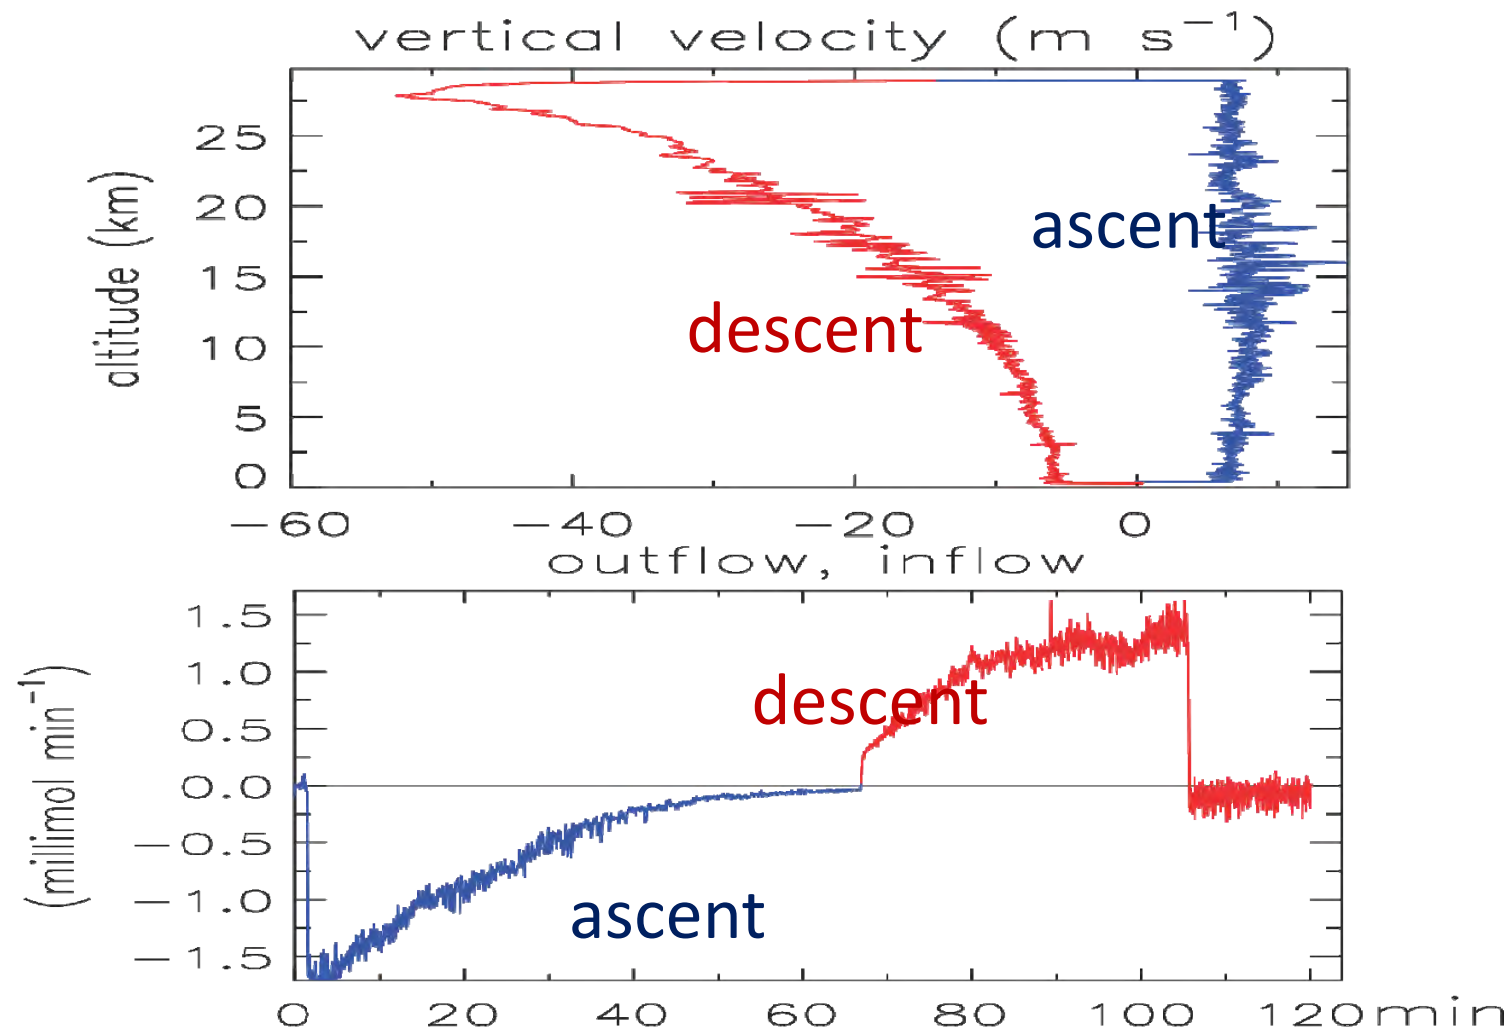 vertical velocity (m s⁻¹)
altitude (km)
25
20
15
10
5
0
ascent
descent
−60 −40 −20 0
outflow, inflow
(millimol min⁻¹)
1.5
1.0
0.5
0.0
−0.5
−1.0
−1.5
descent
ascent
0 20 40 60 80 100 120min